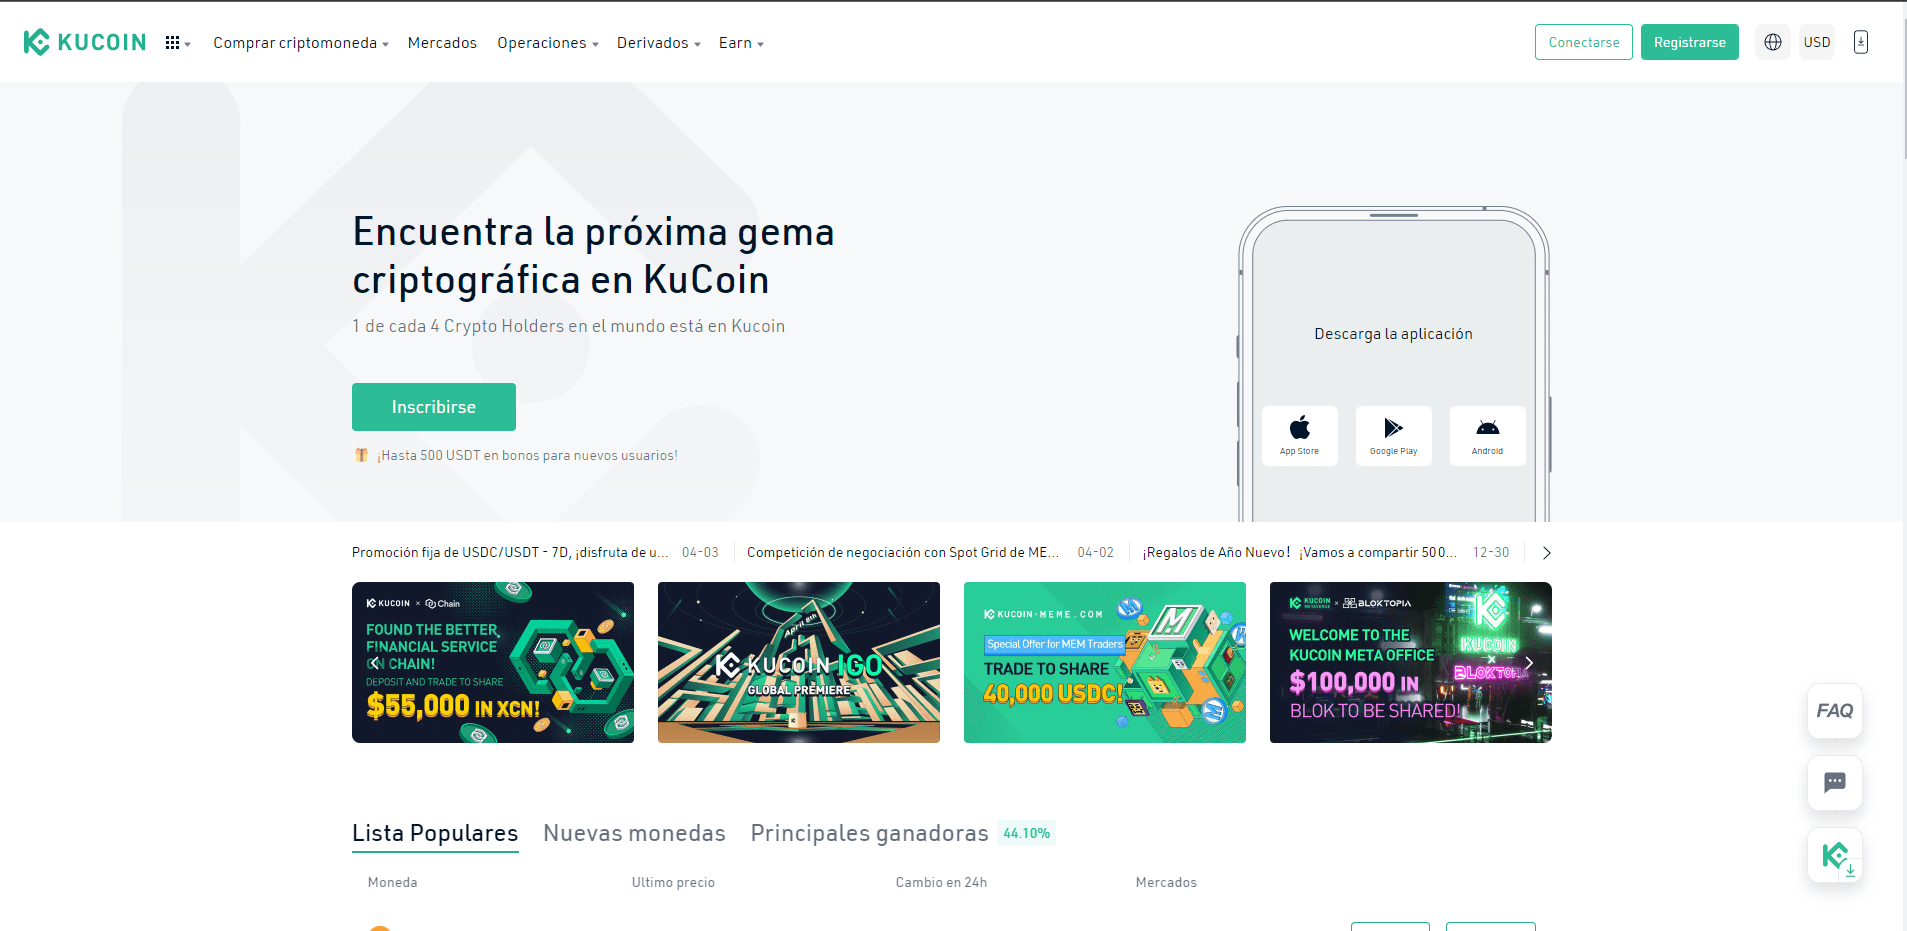 KUCOIN
Comprar criptomoneda
Mercados
Operaciones
Derivados
Earn
Conectarse
Registrarse
USD
Encuentra la próxima gema
criptográfica en KuCoin
1 de cada 4 Crypto Holders en el mundo está en Kucoin
Inscribirse
¡Hasta 500 USDT en bonos para nuevos usuarios!
Descarga la aplicación
App Store
Google Play
Android
Promoción fija de USDC/USDT - 7D, ¡disfruta de u... 04-03
Competición de negociación con Spot Grid de ME... 04-02
¡Regalos de Año Nuevo! ¡Vamos a compartir 500... 12-30
KUCOIN × Chain
FOUND THE BETTER
FINANCIAL SERVICE
ON CHAIN!
DEPOSIT AND TRADE TO SHARE
$55,000 IN XCN!
April 8th
KUCOIN IGO
GLOBAL PREMIERE
KUCOIN-MEME.COM
Special Offer for MEM Traders
TRADE TO SHARE
40,000 USDC!
KUCOIN METAVERSE × BLOKTOPIA
WELCOME TO THE
KUCOIN META OFFICE
$100,000 IN
BLOK TO BE SHARED!
KUCOIN
×
BLOKTOPIA
FAQ
Lista Populares
Nuevas monedas
Principales ganadoras 44.10%
Moneda
Ultimo precio
Cambio en 24h
Mercados